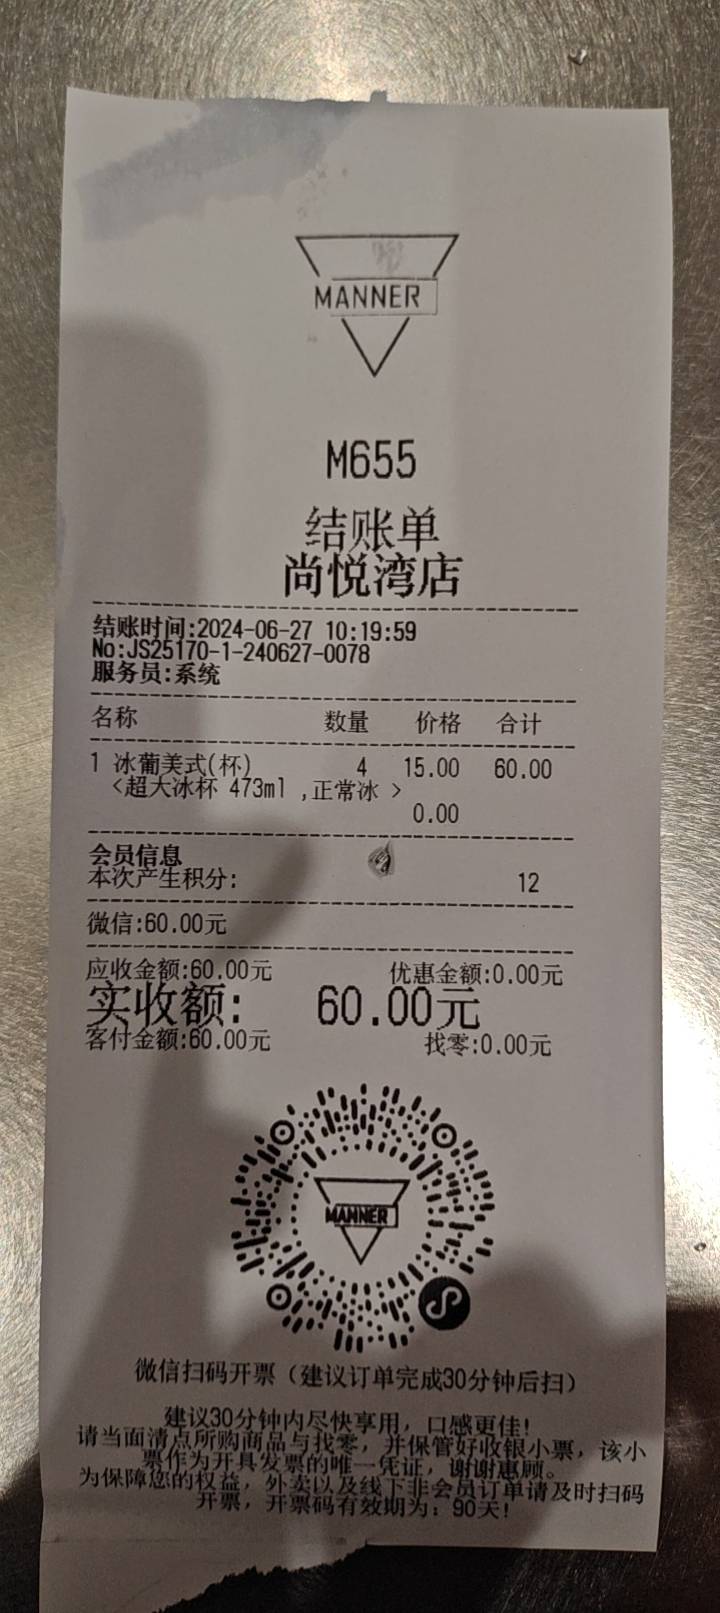 MANNER
M655
结账单
尚悦湾店
结账时间:2024-06-27 10:19:59
No:JS25170-1-240627-0078
服务员:系统
名称 数量 价格 合计
1 冰葡美式(杯) 4 15.00 60.00
<超大冰杯 473ml ,正常冰 >
0.00
会员信息
本次产生积分: 12
微信:60.00元
应收金额:60.00元 优惠金额:0.00元
实收额: 60.00元
客付金额:60.00元 找零:0.00元
MANNER
微信扫码开票（建议订单完成30分钟后扫）
建议30分钟内尽快享用，口感更佳!
请当面清点所购商品与找零，并保管好收银小票，该小
票作为开具发票的唯一凭证，谢谢惠顾。
为保障您的权益，外卖以及线下非会员订单请及时扫码
开票，开票码有效期为：90天!